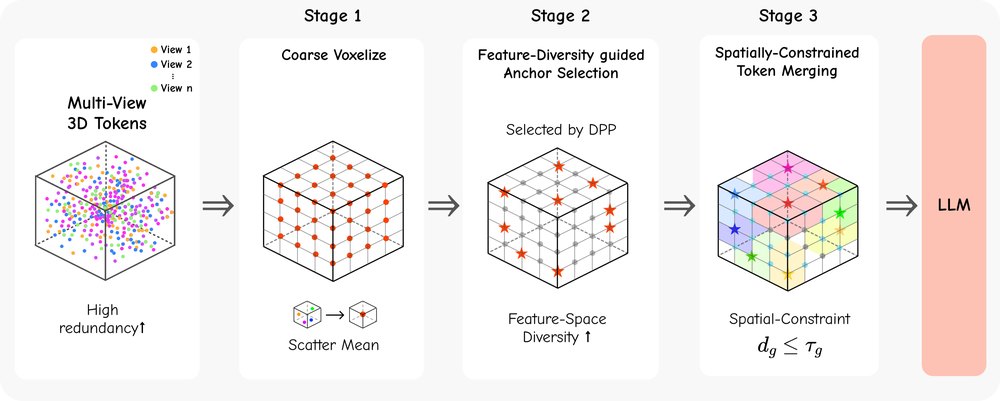 Stage 1
Stage 2
Stage 3
View 1
View 2
⋮
View n
Multi-View
3D Tokens
High
redundancy↑
Coarse Voxelize
Scatter Mean
Feature-Diversity guided
Anchor Selection
Selected by DPP
Feature-Space
Diversity ↑
Spatially-Constrained
Token Merging
Spatial-Constraint
d_g ≤ τ_g
LLM